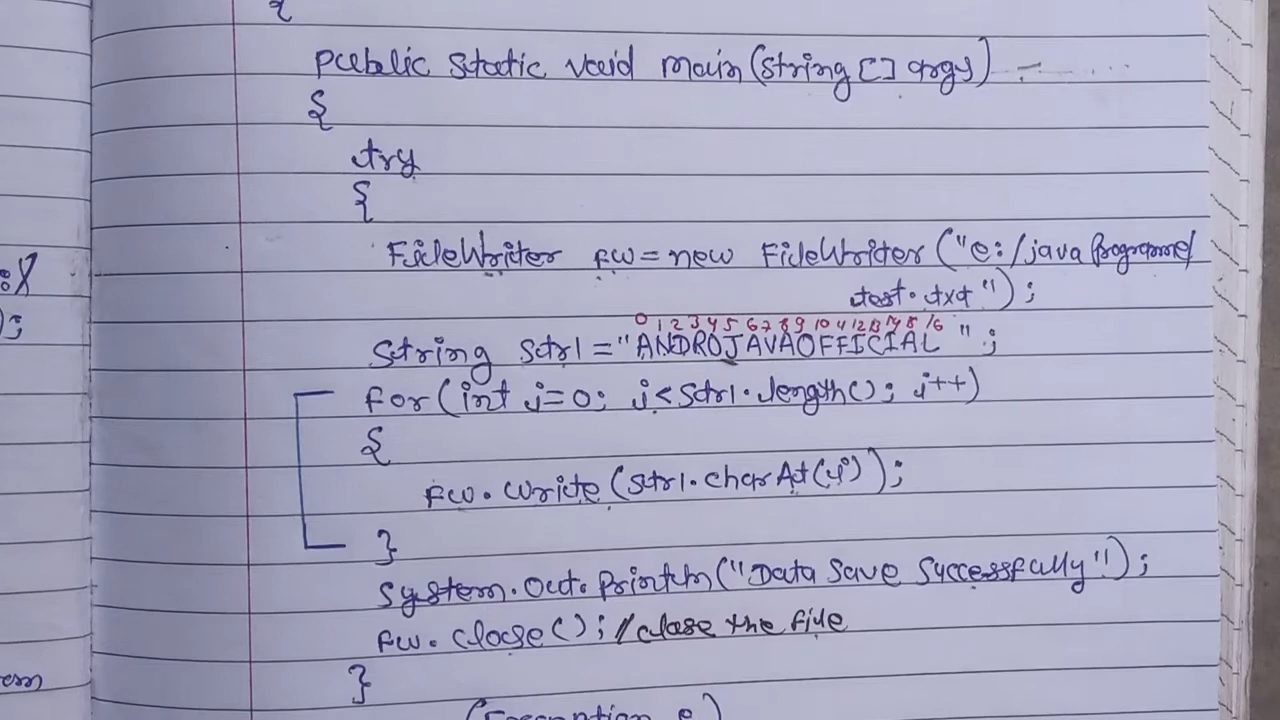 {
public static void main(string [] args)
{
try
{
FileWriter fw = new FileWriter ("e:/java Programme/
test.txt");
0 1 2 3 4 5 6 7 8 9 10 11 12 13 14 15 16
String str1 = "ANDROJAVAOFFICIAL";
for (int i=0; i<str1.length(); i++)
{
fw.write (str1.charAt(i));
}
System.out.println("Data Save Successfully");
fw.close(); //close the file
}
(Exception e)